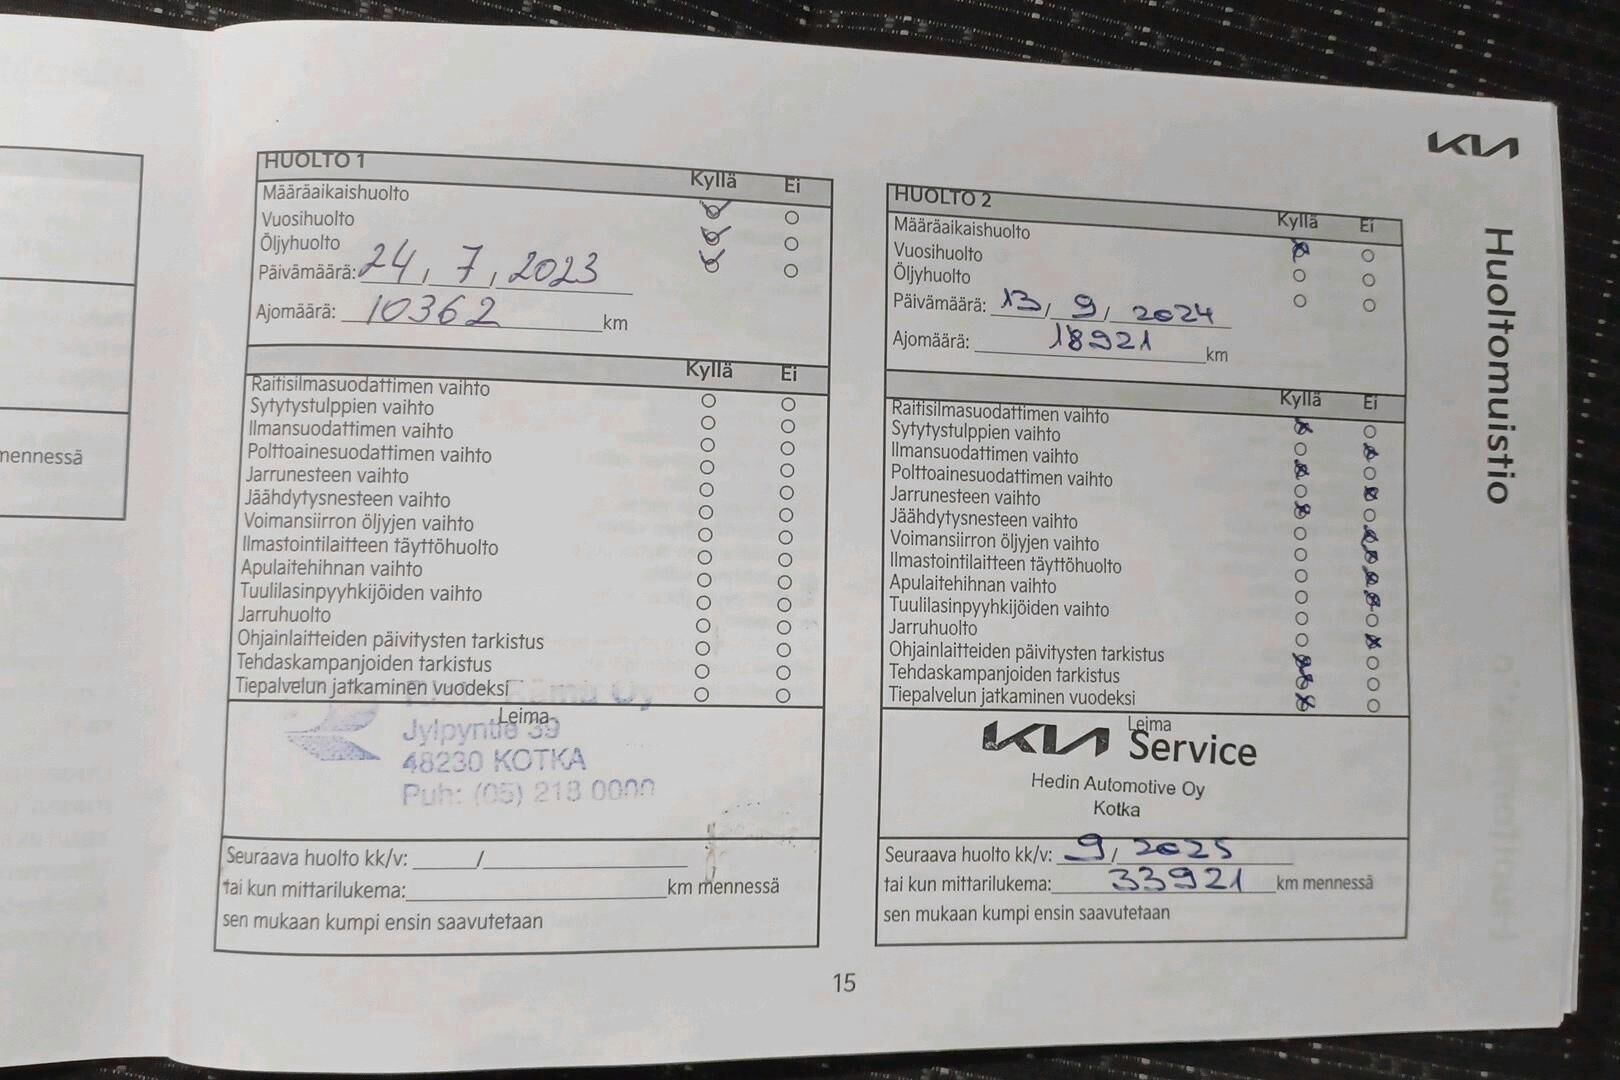 KIA
Huoltomuistio
mennessä
HUOLTO 1
Kyllä Ei
Määräaikaishuolto
Vuosihuolto
Öljyhuolto
Päivämäärä: 24 / 7 / 2023
Ajomäärä: 10362 km
Kyllä Ei
Raitisilmasuodattimen vaihto
Sytytystulppien vaihto
Ilmansuodattimen vaihto
Polttoainesuodattimen vaihto
Jarrunesteen vaihto
Jäähdytysnesteen vaihto
Voimansiirron öljyjen vaihto
Ilmastointilaitteen täyttöhuolto
Apulaitehihnan vaihto
Tuulilasinpyyhkijöiden vaihto
Jarruhuolto
Ohjainlaitteiden päivitysten tarkistus
Tehdaskampanjoiden tarkistus
Tiepalvelun jatkaminen vuodeksi
Oy
Leima
Jylpyntie 39
48230 KOTKA
Puh: (05) 218 0000
Seuraava huolto kk/v: /
tai kun mittarilukema: km mennessä
sen mukaan kumpi ensin saavutetaan
HUOLTO 2
Kyllä Ei
Määräaikaishuolto
Vuosihuolto
Öljyhuolto
Päivämäärä: 13 / 9 / 2024
Ajomäärä: 18921 km
Kyllä Ei
Raitisilmasuodattimen vaihto
Sytytystulppien vaihto
Ilmansuodattimen vaihto
Polttoainesuodattimen vaihto
Jarrunesteen vaihto
Jäähdytysnesteen vaihto
Voimansiirron öljyjen vaihto
Ilmastointilaitteen täyttöhuolto
Apulaitehihnan vaihto
Tuulilasinpyyhkijöiden vaihto
Jarruhuolto
Ohjainlaitteiden päivitysten tarkistus
Tehdaskampanjoiden tarkistus
Tiepalvelun jatkaminen vuodeksi
Leima
KIA Service
Hedin Automotive Oy
Kotka
Seuraava huolto kk/v: 9 / 2025
tai kun mittarilukema: 33921 km mennessä
sen mukaan kumpi ensin saavutetaan
15